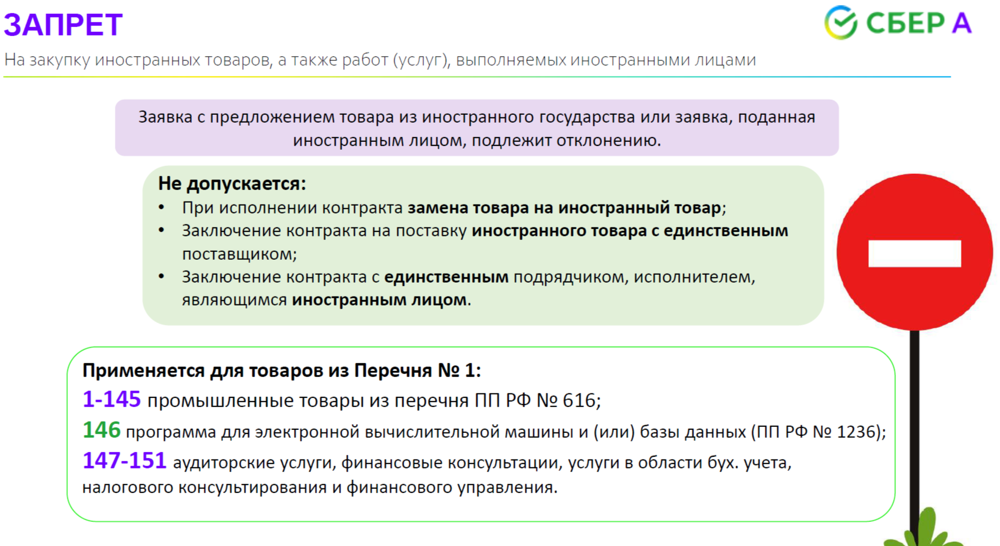 ЗАПРЕТ
СБЕР А
На закупку иностранных товаров, а также работ (услуг), выполняемых иностранными лицами
Заявка с предложением товара из иностранного государства или заявка, поданная
иностранным лицом, подлежит отклонению.
Не допускается:
• При исполнении контракта замена товара на иностранный товар;
• Заключение контракта на поставку иностранного товара с единственным
поставщиком;
• Заключение контракта с единственным подрядчиком, исполнителем,
являющимся иностранным лицом.
Применяется для товаров из Перечня № 1:
1-145 промышленные товары из перечня ПП РФ № 616;
146 программа для электронной вычислительной машины и (или) базы данных (ПП РФ № 1236);
147-151 аудиторские услуги, финансовые консультации, услуги в области бух. учета,
налогового консультирования и финансового управления.